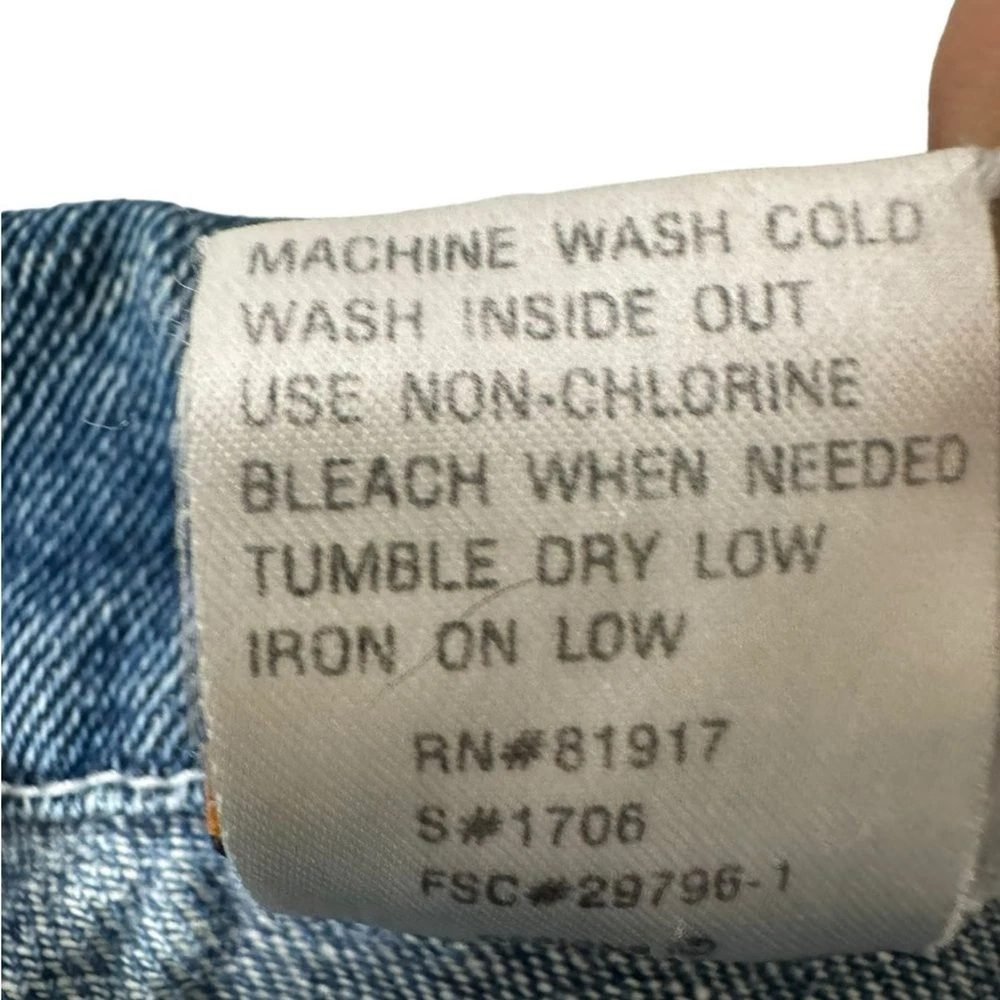 MACHINE WASH COLD
WASH INSIDE OUT
USE NON-CHLORINE
BLEACH WHEN NEEDED
TUMBLE DRY LOW
IRON ON LOW
RN#81917
S#1706
FSC#29796-1